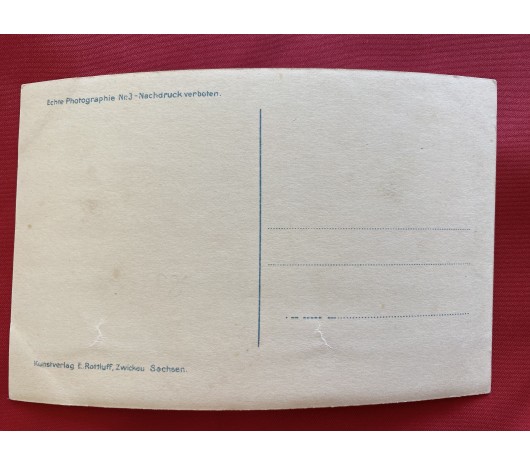 Echte Photographie Nr.3-Nachdruck verboten.
Kunstverlag E. Rottluff, Zwickau Sachsen.